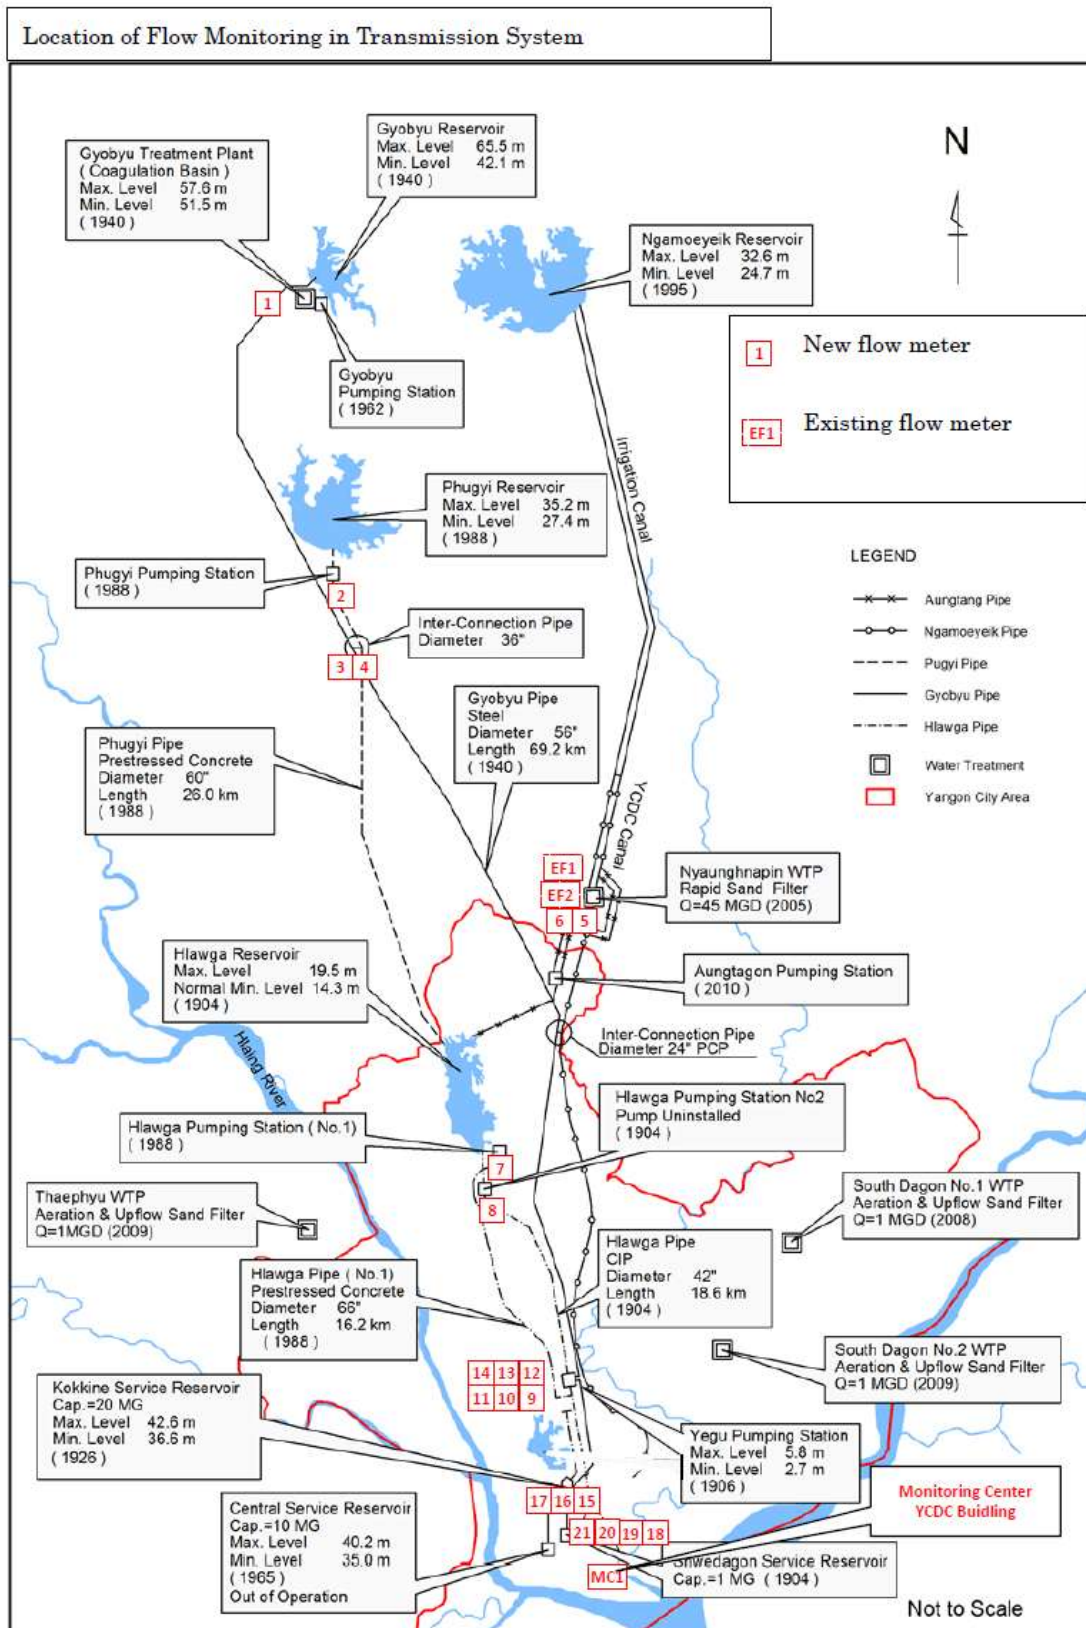 Location of Flow Monitoring in Transmission System
Gyobyu Treatment Plant
( Coagulation Basin )
Max. Level 57.6 m
Min. Level 51.5 m
( 1940 )
Gyobyu Reservoir
Max. Level 65.5 m
Min. Level 42.1 m
( 1940 )
N
Ngamoeyeik Reservoir
Max. Level 32.6 m
Min. Level 24.7 m
( 1995 )
1
Gyobyu
Pumping Station
( 1962 )
1 New flow meter
EF1 Existing flow meter
Irrigation Canal
Phugyi Reservoir
Max. Level 35.2 m
Min. Level 27.4 m
( 1988 )
Phugyi Pumping Station
( 1988 )
2
Inter-Connection Pipe
Diameter 36"
3 4
LEGEND
Aungtang Pipe
Ngamoeyeik Pipe
Pugyi Pipe
Gyobyu Pipe
Hlawga Pipe
Water Treatment
Yangon City Area
Gyobyu Pipe
Steel
Diameter 56"
Length 69.2 km
( 1940 )
Phugyi Pipe
Prestressed Concrete
Diameter 60"
Length 26.0 km
( 1988 )
YCDC Canal
EF1
EF2
6 5
Nyaunghnapin WTP
Rapid Sand Filter
Q=45 MGD (2005)
Hlawga Reservoir
Max. Level 19.5 m
Normal Min. Level 14.3 m
( 1904 )
Aungtagon Pumping Station
( 2010 )
Inter-Connection Pipe
Diameter 24" PCP
Hlaing River
Hlawga Pumping Station No2
Pump Uninstalled
( 1904 )
Hlawga Pumping Station ( No.1)
( 1988 )
7
8
Thaephyu WTP
Aeration & Upflow Sand Filter
Q=1MGD (2009)
South Dagon No.1 WTP
Aeration & Upflow Sand Filter
Q=1 MGD (2008)
Hlawga Pipe
CIP
Diameter 42"
Length 18.6 km
( 1904 )
Hlawga Pipe ( No.1)
Prestressed Concrete
Diameter 66"
Length 16.2 km
( 1988 )
South Dagon No.2 WTP
Aeration & Upflow Sand Filter
Q=1 MGD (2009)
14 13 12
11 10 9
Kokkine Service Reservoir
Cap.=20 MG
Max. Level 42.6 m
Min. Level 36.6 m
( 1926 )
Yegu Pumping Station
Max. Level 5.8 m
Min. Level 2.7 m
( 1906 )
Monitoring Center
YCDC Buidling
17 16 15
21 20 19 18
Central Service Reservoir
Cap.=10 MG
Max. Level 40.2 m
Min. Level 35.0 m
( 1965 )
Out of Operation
MC1
Shwedagon Service Reservoir
Cap.=1 MG ( 1904 )
Not to Scale